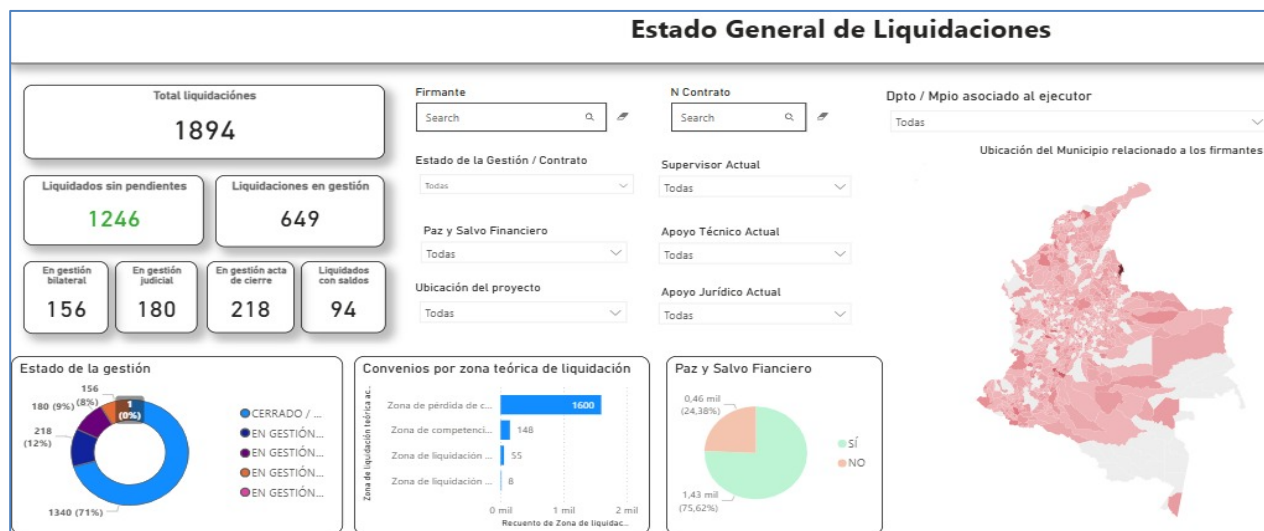 Estado General de Liquidaciones
Total liquidaciónes
1894
Liquidados sin pendientes
1246
Liquidaciones en gestión
649
En gestión
bilateral
156
En gestión
judicial
180
En gestión acta
de cierre
218
Liquidados
con saldos
94
Firmante
Search
N Contrato
Search
Estado de la Gestión / Contrato
Todas
Supervisor Actual
Todas
Paz y Salvo Financiero
Todas
Apoyo Técnico Actual
Todas
Ubicación del proyecto
Todas
Apoyo Jurídico Actual
Todas
Dpto / Mpio asociado al ejecutor
Todas
Ubicación del Municipio relacionado a los firmantes
Estado de la gestión
156
(8%)
1
(0%)
180 (9%)
218
(12%)
1340 (71%)
CERRADO / ...
EN GESTIÓN...
EN GESTIÓN...
EN GESTIÓN...
EN GESTIÓN...
Convenios por zona teórica de liquidación
Zona de liquidación teórica ac...
Zona de pérdida de c...
1600
Zona de competenci...
148
Zona de liquidación ...
55
Zona de liquidación ...
8
0 mil
1 mil
2 mil
Recuento de Zona de liquidac...
Paz y Salvo Fianciero
0,46 mil
(24,38%)
1,43 mil
(75,62%)
SÍ
NO